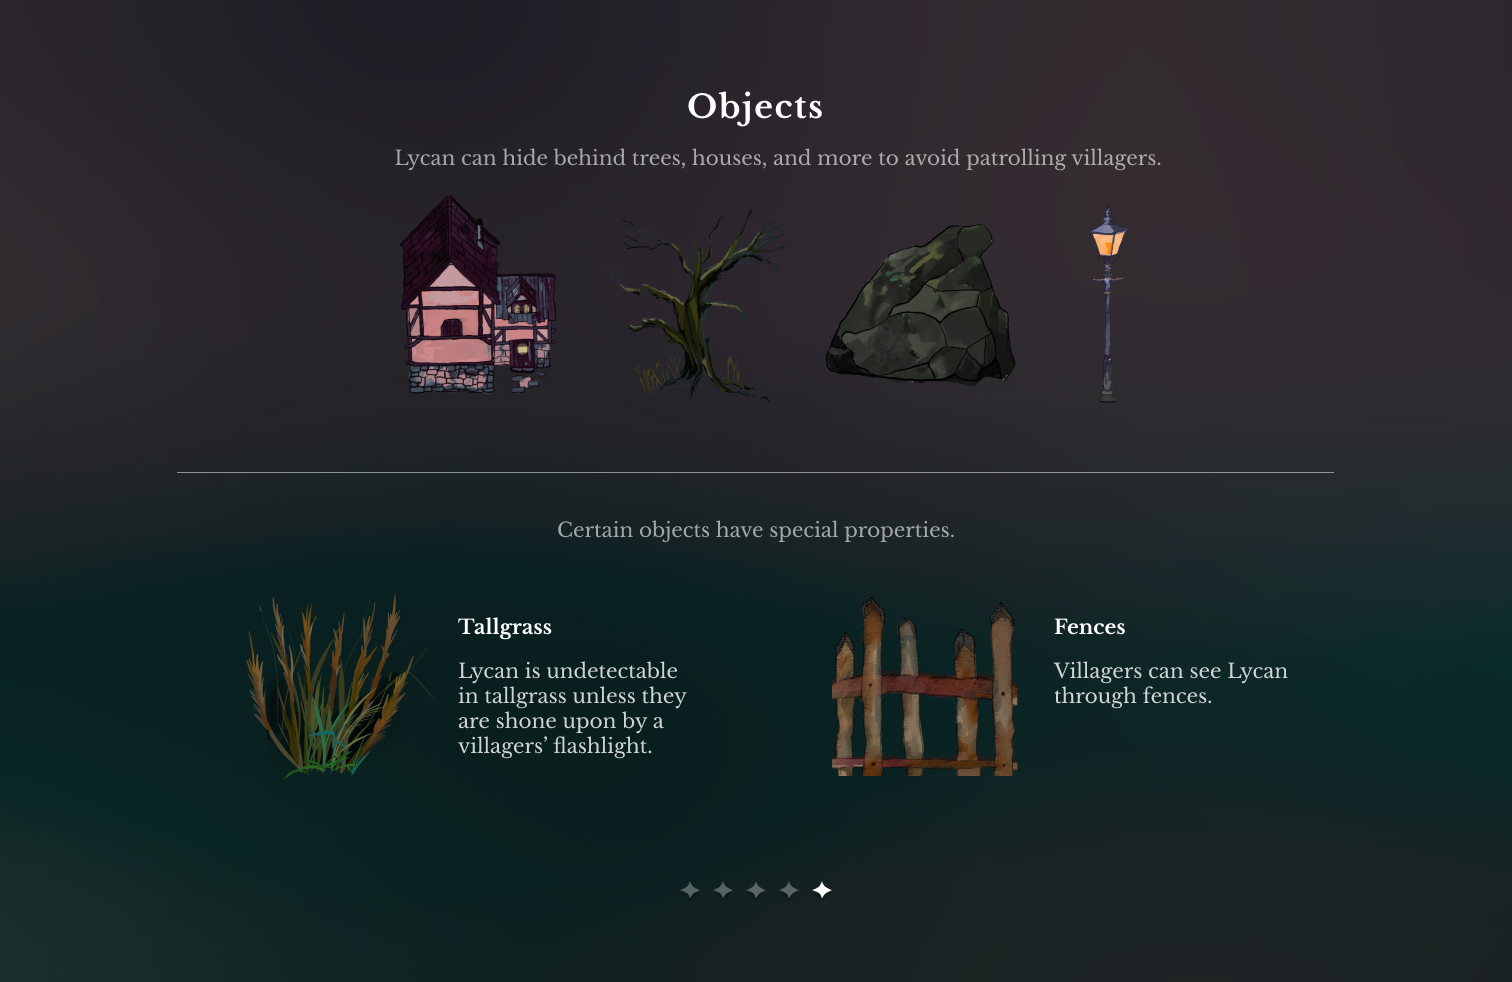 Objects
Lycan can hide behind trees, houses, and more to avoid patrolling villagers.
Certain objects have special properties.
Tallgrass
Lycan is undetectable
in tallgrass unless they
are shone upon by a
villagers’ flashlight.
Fences
Villagers can see Lycan
through fences.